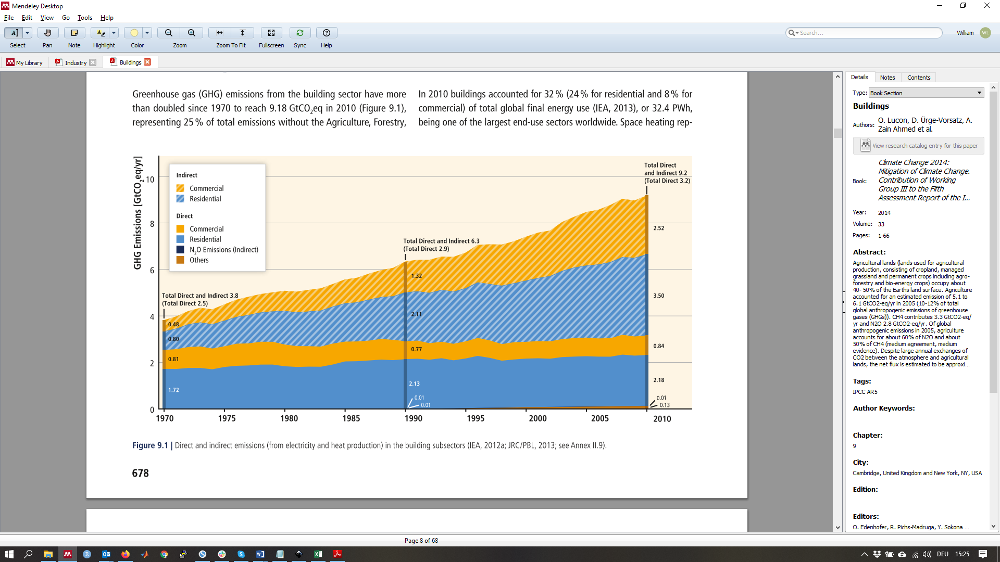 Mendeley Desktop
File Edit View Go Tools Help
Select Pan Note Highlight Color Zoom Zoom To Fit Fullscreen Sync Help
Search...
William WL
My Library Industry Buildings
Greenhouse gas (GHG) emissions from the building sector have more
than doubled since 1970 to reach 9.18 GtCO2eq in 2010 (Figure 9.1),
representing 25 % of total emissions without the Agriculture, Forestry,
In 2010 buildings accounted for 32 % (24 % for residential and 8 % for
commercial) of total global final energy use (IEA, 2013), or 32.4 PWh,
being one of the largest end-use sectors worldwide. Space heating rep-
GHG Emissions [GtCO2eq/yr]
10
8
6
4
2
0
Indirect
Commercial
Residential
Direct
Commercial
Residential
N2O Emissions (Indirect)
Others
Total Direct and Indirect 3.8
(Total Direct 2.5)
0.48
0.80
0.81
1.72
Total Direct and Indirect 6.3
(Total Direct 2.9)
1.32
2.11
0.77
2.13
0.01
0.01
Total Direct
and Indirect 9.2
(Total Direct 3.2)
2.52
3.50
0.84
2.18
0.01
0.13
1970 1975 1980 1985 1990 1995 2000 2005 2010
Figure 9.1 | Direct and indirect emissions (from electricity and heat production) in the building subsectors (IEA, 2012a; JRC/PBL, 2013; see Annex II.9).
678
Details Notes Contents
Type: Book Section
Buildings
Authors: O. Lucon, D. Ürge-Vorsatz, A.
Zain Ahmed et al.
View research catalog entry for this paper
Book: Climate Change 2014:
Mitigation of Climate Change.
Contribution of Working
Group III to the Fifth
Assessment Report of the I...
Year: 2014
Volume: 33
Pages: 1-66
Abstract:
Agricultural lands (lands used for agricultural
production, consisting of cropland, managed
grassland and permanent crops including agro-
forestry and bio-energy crops) occupy about
40- 50% of the Earths land surface. Agriculture
accounted for an estimated emission of 5.1 to
6.1 GtCO2-eq/yr in 2005 (10-12% of total
global anthropogenic emissions of greenhouse
gases (GHGs)). CH4 contributes 3.3 GtCO2-eq/
yr and N2O 2.8 GtCO2-eq/yr. Of global
anthropogenic emissions in 2005, agriculture
accounts for about 60% of N2O and about
50% of CH4 (medium agreement, medium
evidence). Despite large annual exchanges of
CO2 between the atmosphere and agricultural
lands, the net flux is estimated to be approxi...
Tags:
IPCC AR5
Author Keywords:
Chapter:
9
City:
Cambridge, United Kingdom and New York, NY, USA
Edition:
Editors:
O. Edenhofer, R. Pichs-Madruga, Y. Sokona ...
Page 8 of 68
DEU 15:25